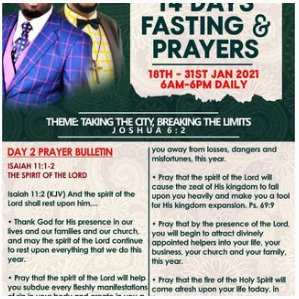 14 DAYS
FASTING &
PRAYERS
18TH - 31ST JAN 2021
6AM-6PM DAILY
THEME: TAKING THE CITY, BREAKING THE LIMITS
JOSHUA 6:2
DAY 2 PRAYER BULLETIN
ISAIAH 11:1-2
THE SPIRIT OF THE LORD
Isaiah 11:2 (KJV) And the spirit of the
Lord shall rest upon him,...
• Thank God for His presence in our
lives and our families and our church,
and may the spirit of the Lord continue
to rest upon everything that we do this
year.
• Pray that the spirit of the Lord will help
you subdue every fleshly manifestations
of sin in your body and create in you a
you away from losses, dangers and
misfortunes, this year.
• Pray that the spirit of the Lord will
cause the zeal of His kingdom to fall
upon you heavily and make you a tool
for His kingdom expansion. Ps. 69:9
• Pray that by the presence of the Lord,
you will begin to attract divinely
appointed helpers into your life, your
business, your church and your family,
this year.
• Pray that the fire of the Holy Spirit will
come afresh upon your life today, in